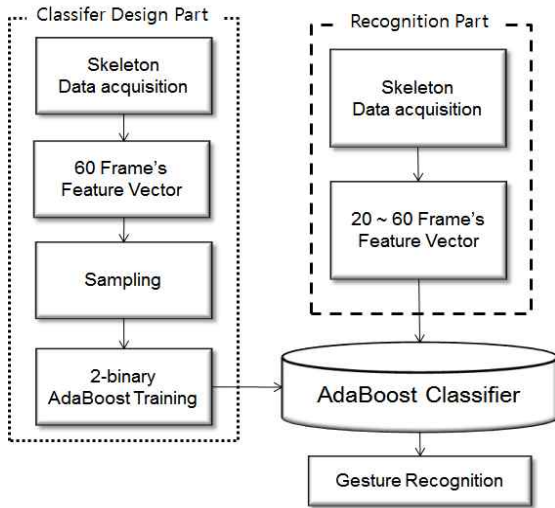 Classifer Design Part
Skeleton
Data acquisition
60 Frame's
Feature Vector
Sampling
2-binary
AdaBoost Training
Recognition Part
Skeleton
Data acquisition
20 ~ 60 Frame's
Feature Vector
AdaBoost Classifier
Gesture Recognition